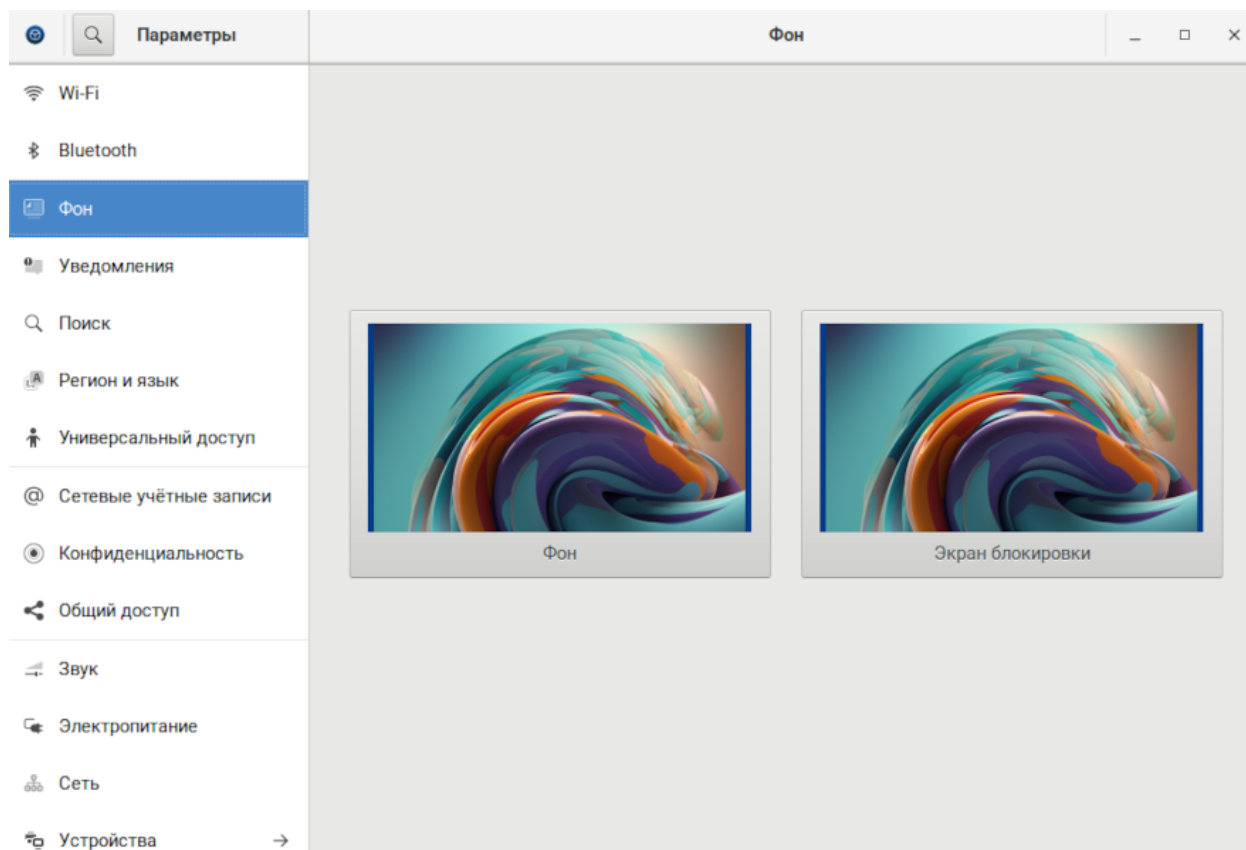 Параметры
Фон
Wi-Fi
Bluetooth
Фон
Уведомления
Поиск
Регион и язык
Универсальный доступ
Сетевые учётные записи
Конфиденциальность
Общий доступ
Звук
Электропитание
Сеть
Устройства
Фон
Экран блокировки